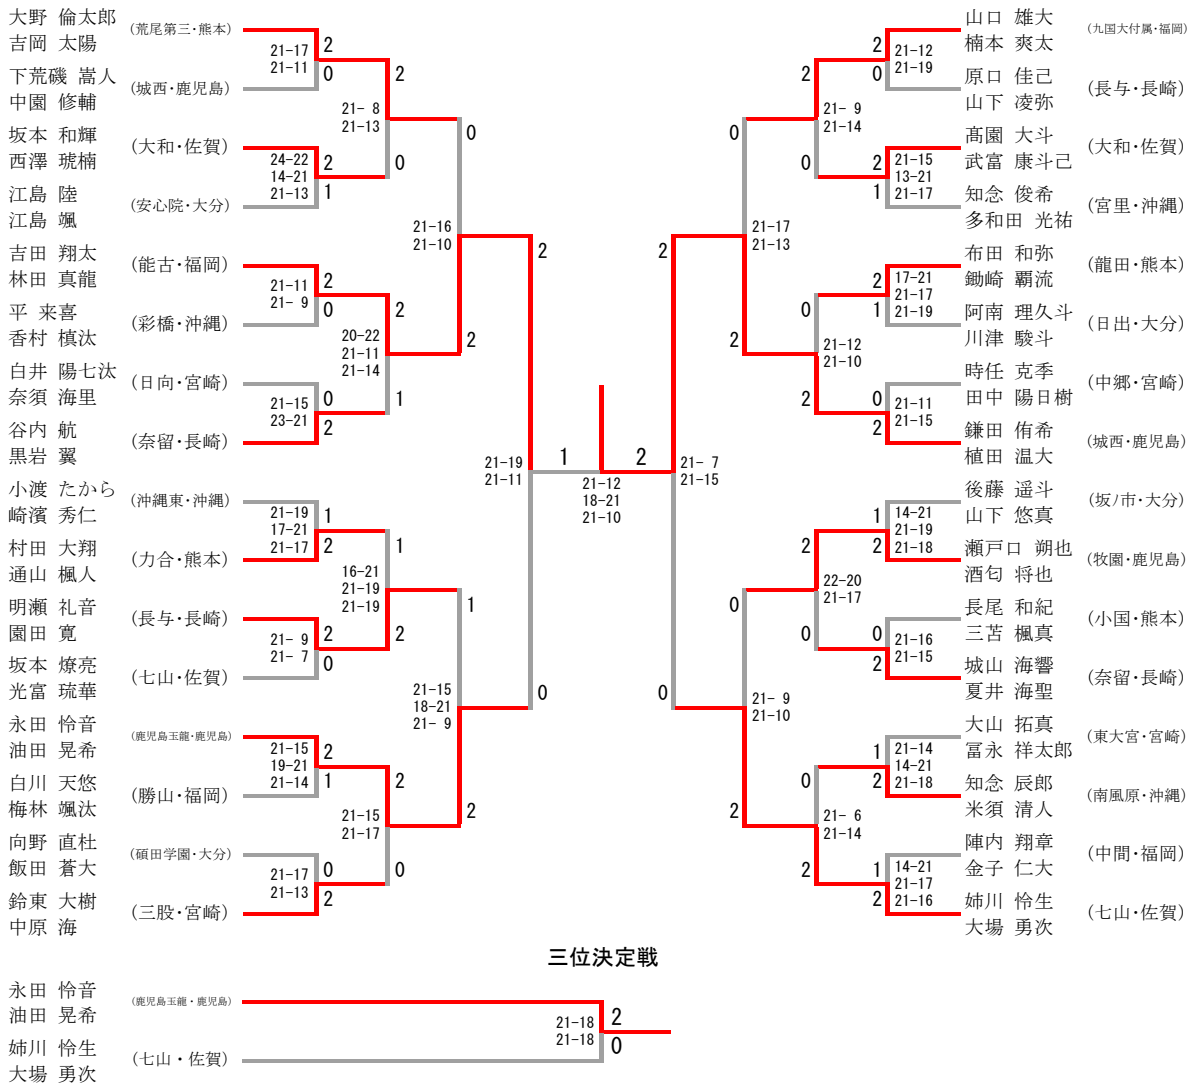 大野 倫太郎
吉岡 太陽
(荒尾第三・熊本)
21-17
21-11
2
0
下荒磯 嵩人
中園 修輔
(城西・鹿児島)
2
21- 8
21-13
0
坂本 和輝
西澤 琥楠
(大和・佐賀)
24-22
14-21
21-13
2
1
江島 陸
江島 颯
(安心院・大分)
0
21-16
21-10
2
吉田 翔太
林田 真龍
(能古・福岡)
21-11
21- 9
2
0
平 来喜
香村 槙汰
(彩橋・沖縄)
2
20-22
21-11
21-14
1
白井 陽七汰
奈須 海里
(日向・宮崎)
21-15
23-21
0
2
谷内 航
黒岩 翼
(奈留・長崎)
2
21-19
21-11
0
小渡 たから
崎濱 秀仁
(沖縄東・沖縄)
21-19
17-21
21-17
1
2
村田 大翔
通山 楓人
(力合・熊本)
1
16-21
21-19
21-19
2
明瀬 礼音
園田 寛
(長与・長崎)
21- 9
21- 7
2
0
坂本 燎亮
光富 琉華
(七山・佐賀)
1
21-15
18-21
21- 9
2
永田 怜音
油田 晃希
(鹿児島玉龍・鹿児島)
21-15
19-21
21-14
2
1
白川 天悠
梅林 颯汰
(勝山・福岡)
2
21-15
21-17
0
向野 直杜
飯田 蒼大
(碩田学園・大分)
21-17
21-13
0
2
鈴東 大樹
中原 海
(三股・宮崎)
1
2
21-12
18-21
21-10
山口 雄大
楠本 爽太
(九国大付属・福岡)
2
0
21-12
21-19
原口 佳己
山下 凌弥
(長与・長崎)
2
21- 9
21-14
0
髙園 大斗
武富 康斗己
(大和・佐賀)
2
1
21-15
13-21
21-17
知念 俊希
多和田 光祐
(宮里・沖縄)
0
21-17
21-13
2
布田 和弥
鋤崎 覇流
(龍田・熊本)
2
1
17-21
21-17
21-19
阿南 理久斗
川津 駿斗
(日出・大分)
0
21-12
21-10
2
時任 克季
田中 陽日樹
(中郷・宮崎)
0
2
21-11
21-15
鎌田 侑希
植田 温大
(城西・鹿児島)
2
21- 7
21-15
0
後藤 遥斗
山下 悠真
(坂ノ市・大分)
1
2
14-21
21-19
21-18
瀬戸口 朔也
酒匂 将也
(牧園・鹿児島)
2
22-20
21-17
0
長尾 和紀
三苫 楓真
(小国・熊本)
0
2
21-16
21-15
城山 海響
夏井 海聖
(奈留・長崎)
0
21- 9
21-10
2
大山 拓真
冨永 祥太郎
(東大宮・宮崎)
1
2
21-14
14-21
21-18
知念 辰郎
米須 清人
(南風原・沖縄)
0
21- 6
21-14
2
陣内 翔章
金子 仁大
(中間・福岡)
1
2
14-21
21-17
21-16
姉川 怜生
大場 勇次
(七山・佐賀)
三位決定戦
永田 怜音
油田 晃希
(鹿児島玉龍・鹿児島)
21-18
21-18
2
0
姉川 怜生
大場 勇次
(七山・佐賀)